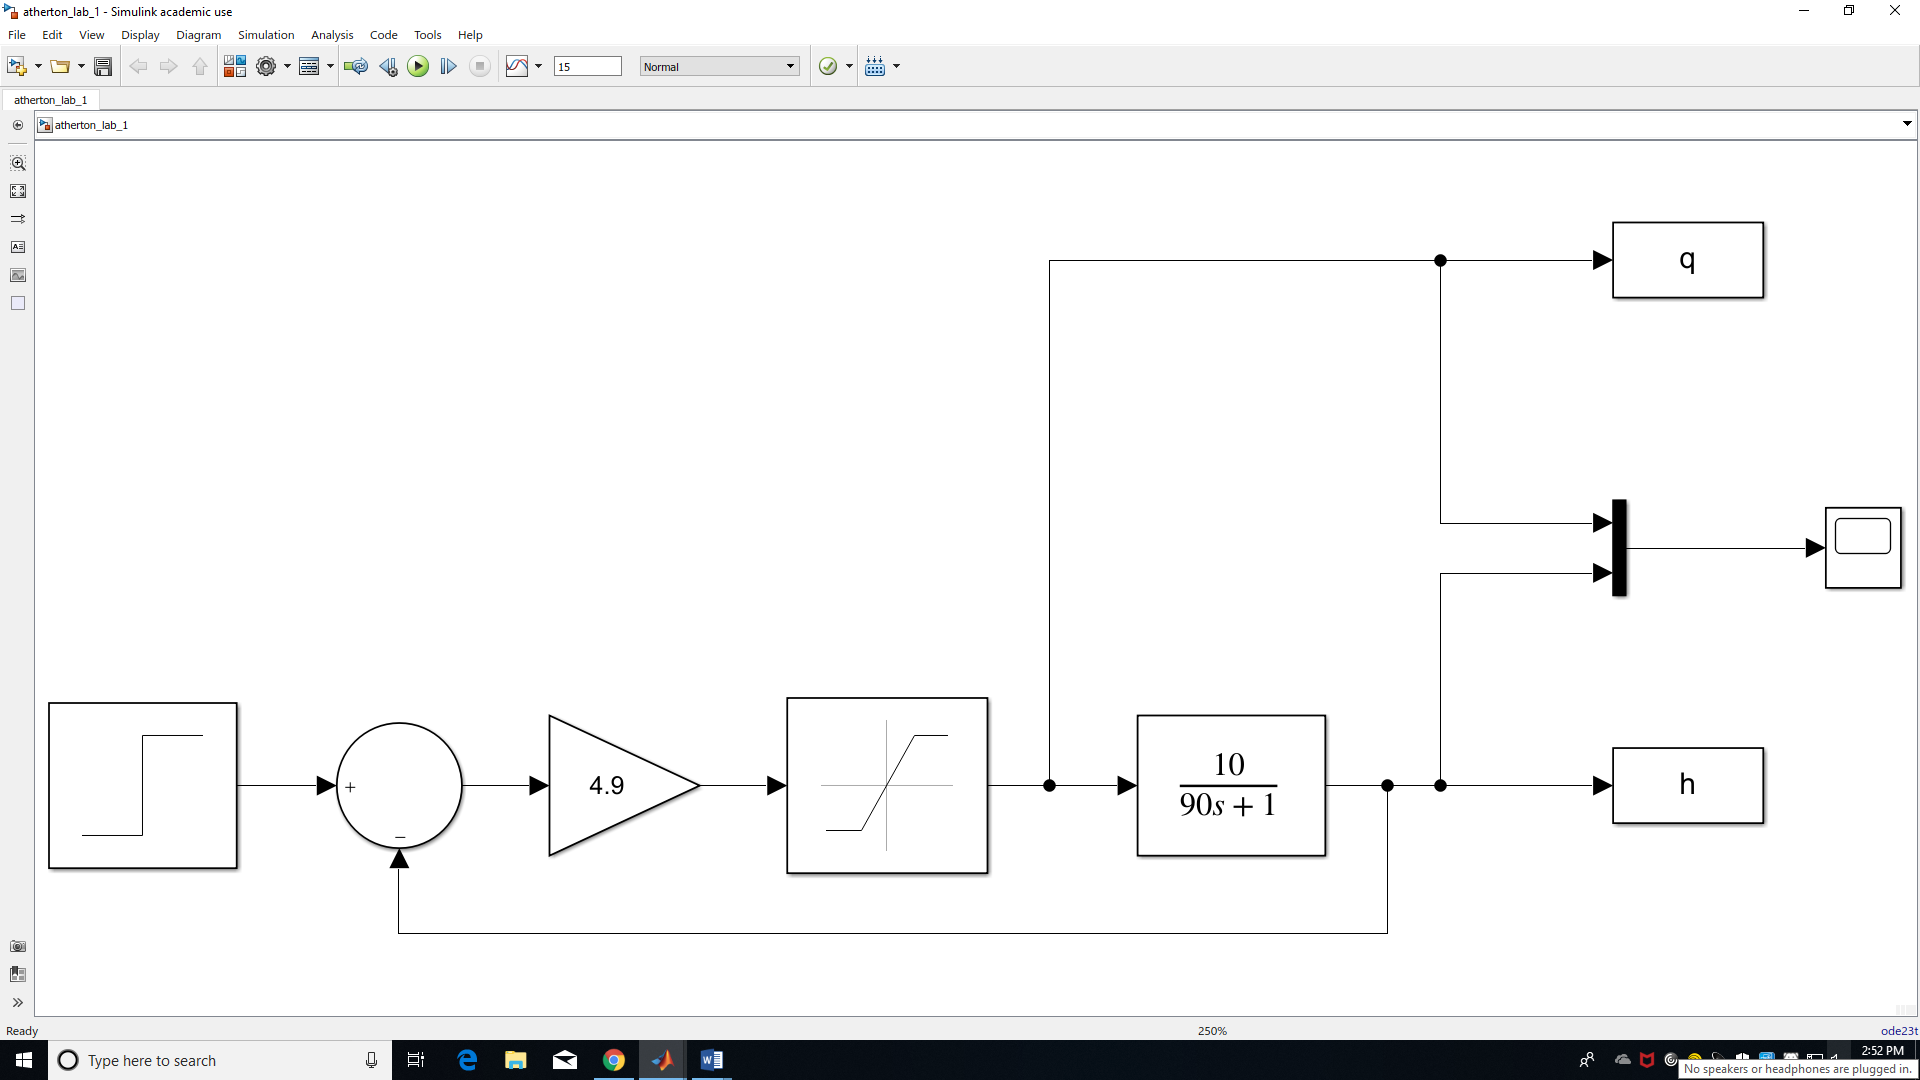 atherton_lab_1 - Simulink academic use
File Edit View Display Diagram Simulation Analysis Code Tools Help
15 Normal
atherton_lab_1
atherton_lab_1
q
+
−
4.9
10
90s + 1
h
Ready 250% ode23t
Type here to search
2:52 PM
No speakers or headphones are plugged in.